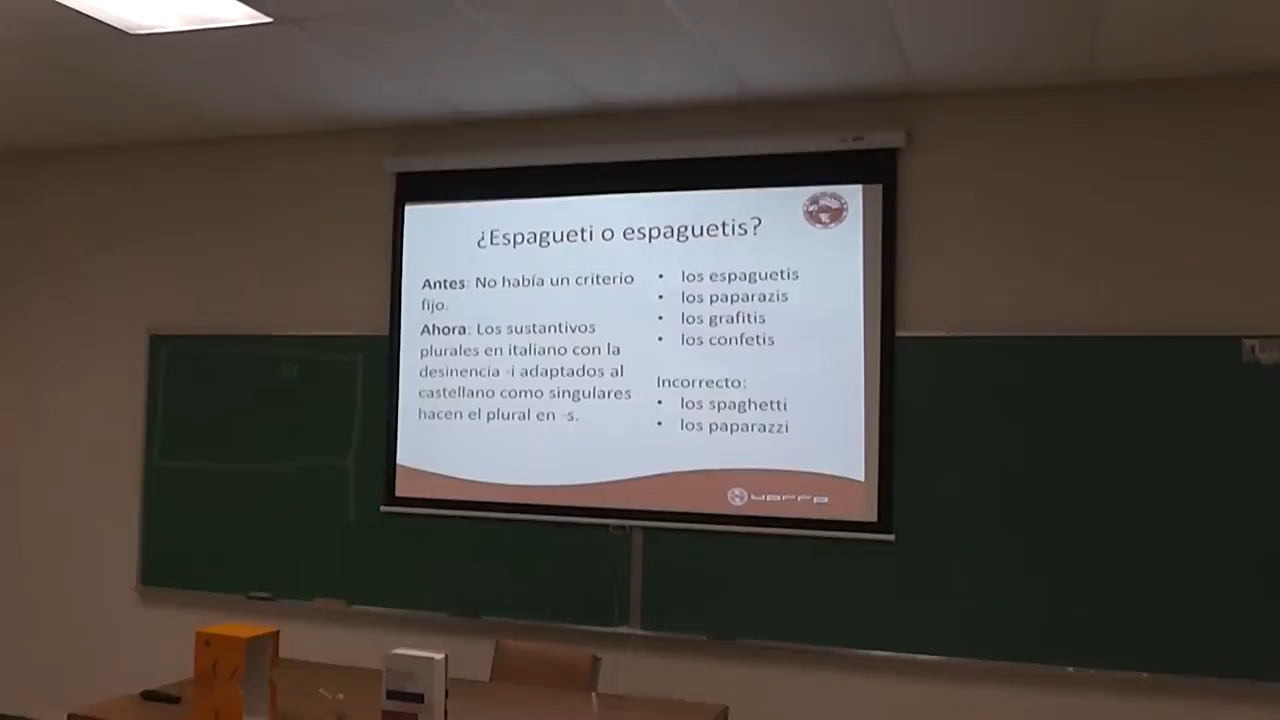 ¿Espagueti o espaguetis?
Antes: No había un criterio
fijo.
Ahora: Los sustantivos
plurales en italiano con la
desinencia -i adaptados al
castellano como singulares
hacen el plural en -s.
• los espaguetis
• los paparazis
• los grafitis
• los confetis
Incorrecto:
• los spaghetti
• los paparazzi